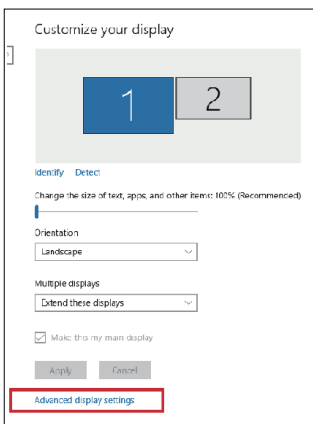 Customize your display
1
2
Identify Detect
Change the size of text, apps, and other items: 100% (Recommended)
Orientation
Landscape
Multiple displays
Extend these displays
Make this my main display
Apply Cancel
Advanced display settings